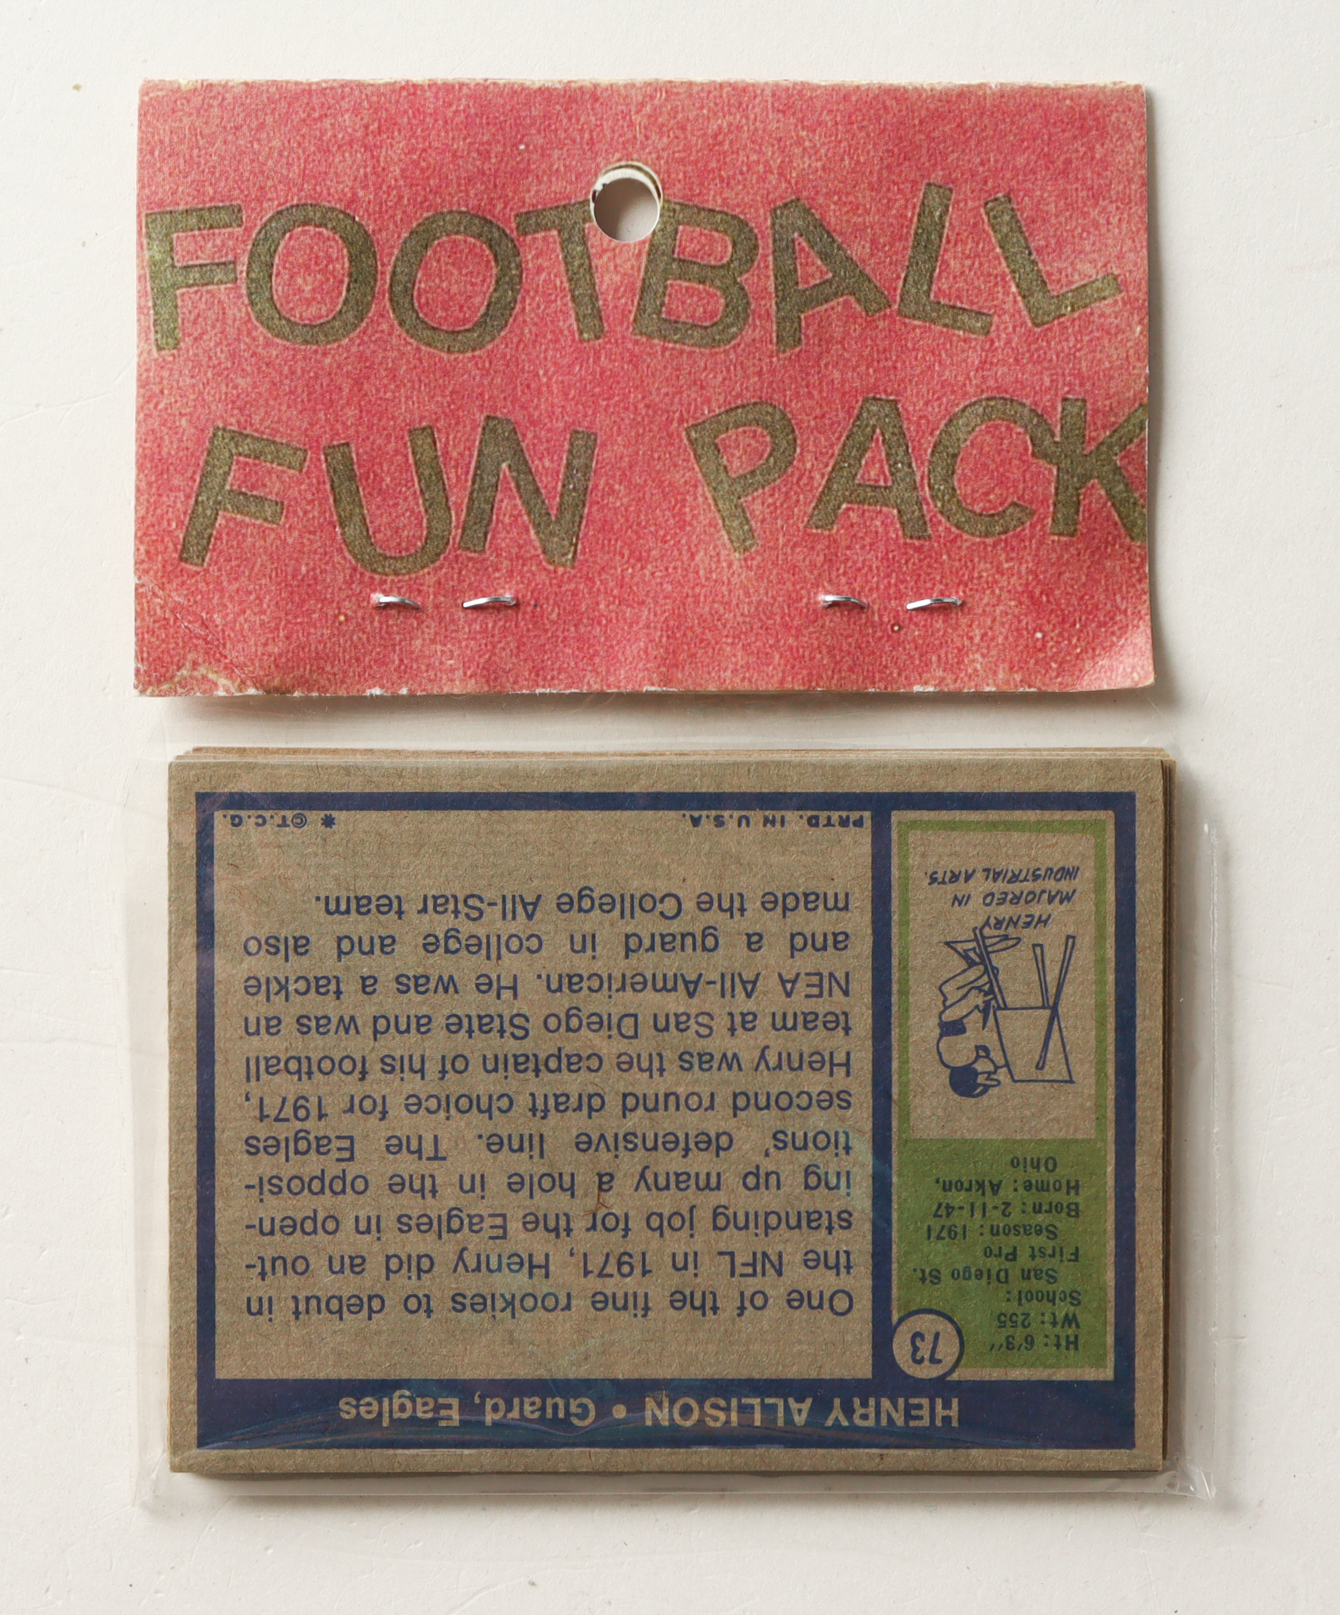 FOOTBALL
FUN PACK
HENRY ALLISON • Guard, Eagles
73
Ht: 6'3"
Wt: 255
School:
San Diego St.
First Pro
Season: 1971
Born: 2-11-47
Home: Akron,
Ohio
HENRY
MAJORED IN
INDUSTRIAL ARTS.
One of the fine rookies to debut in
the NFL in 1971, Henry did an out-
standing job for the Eagles in open-
ing up many a hole in the opposi-
tions' defensive line. The Eagles
second round draft choice for 1971,
Henry was the captain of his football
team at San Diego State and was an
NEA All-American. He was a tackle
and a guard in college and also
made the College All-Star team.
* ©T.C.G. PRTD. IN U.S.A.